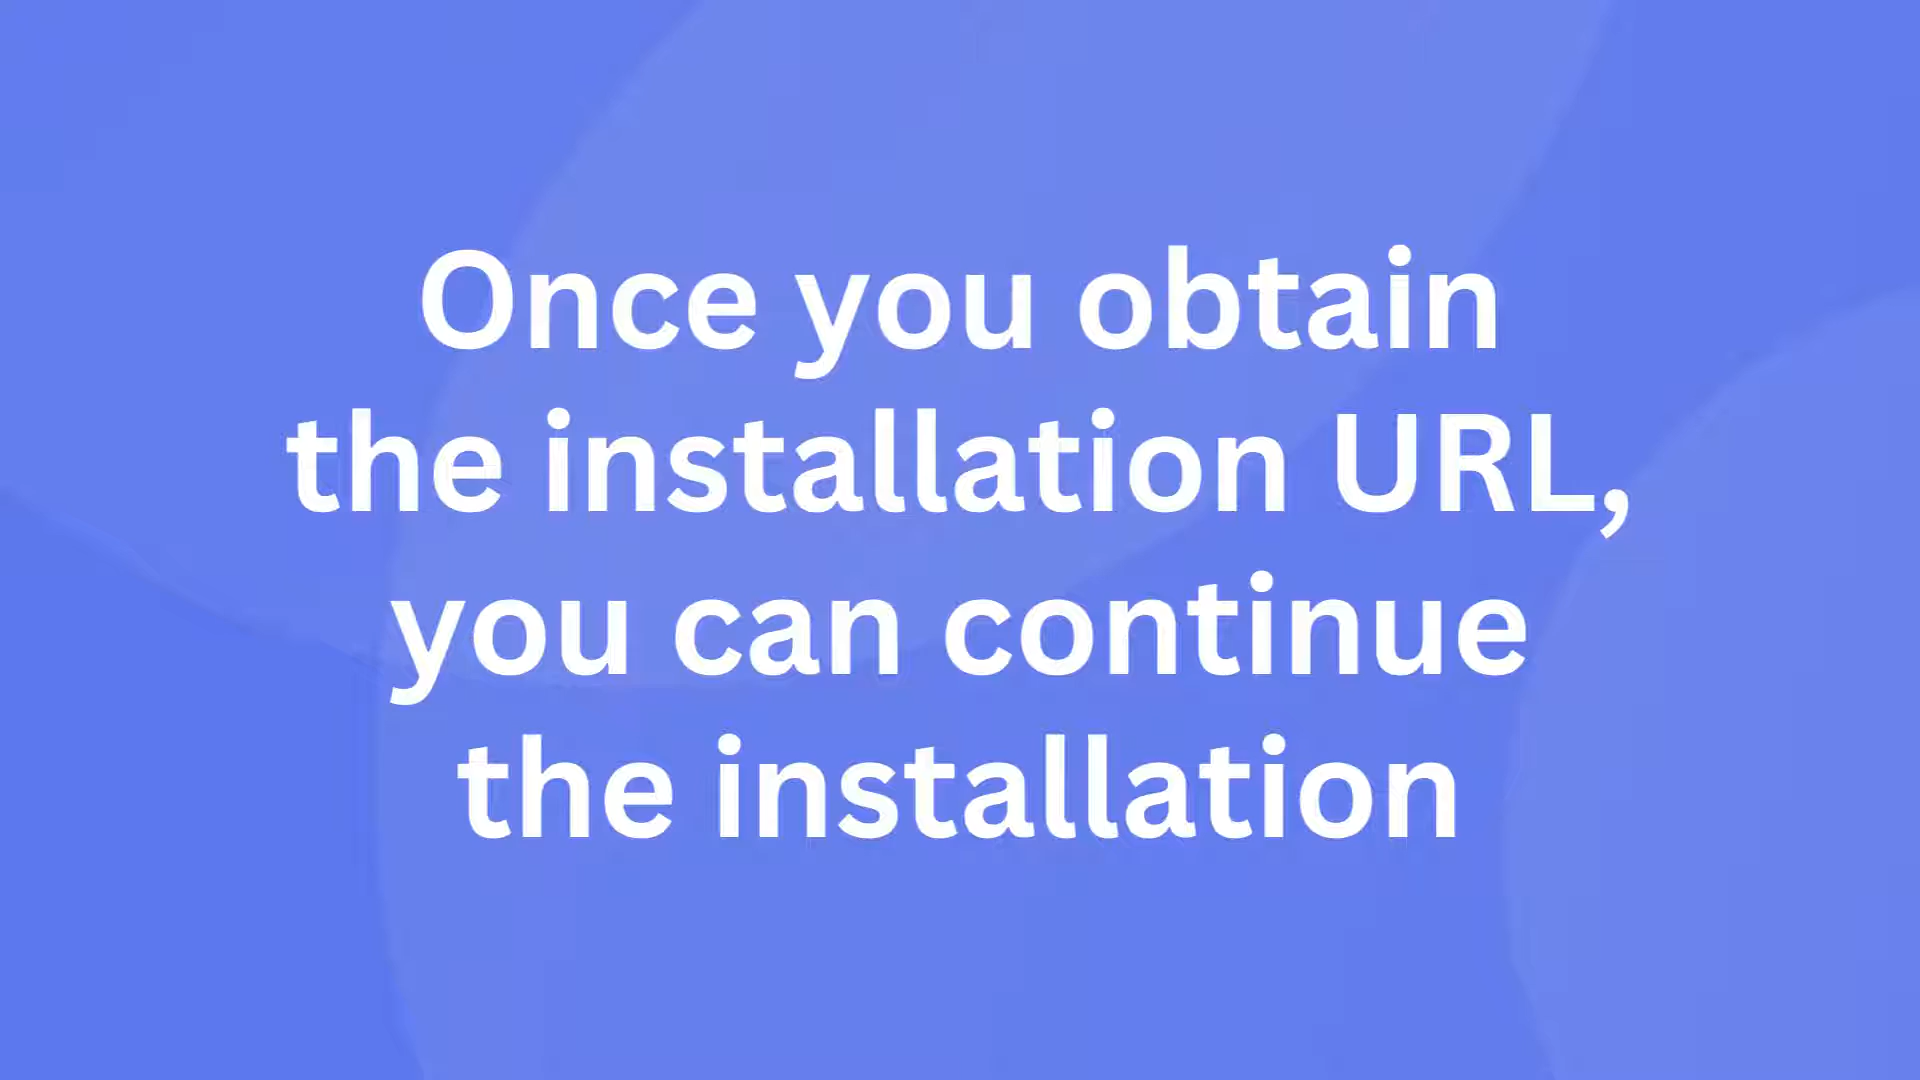 Once you obtain
the installation URL,
you can continue
the installation